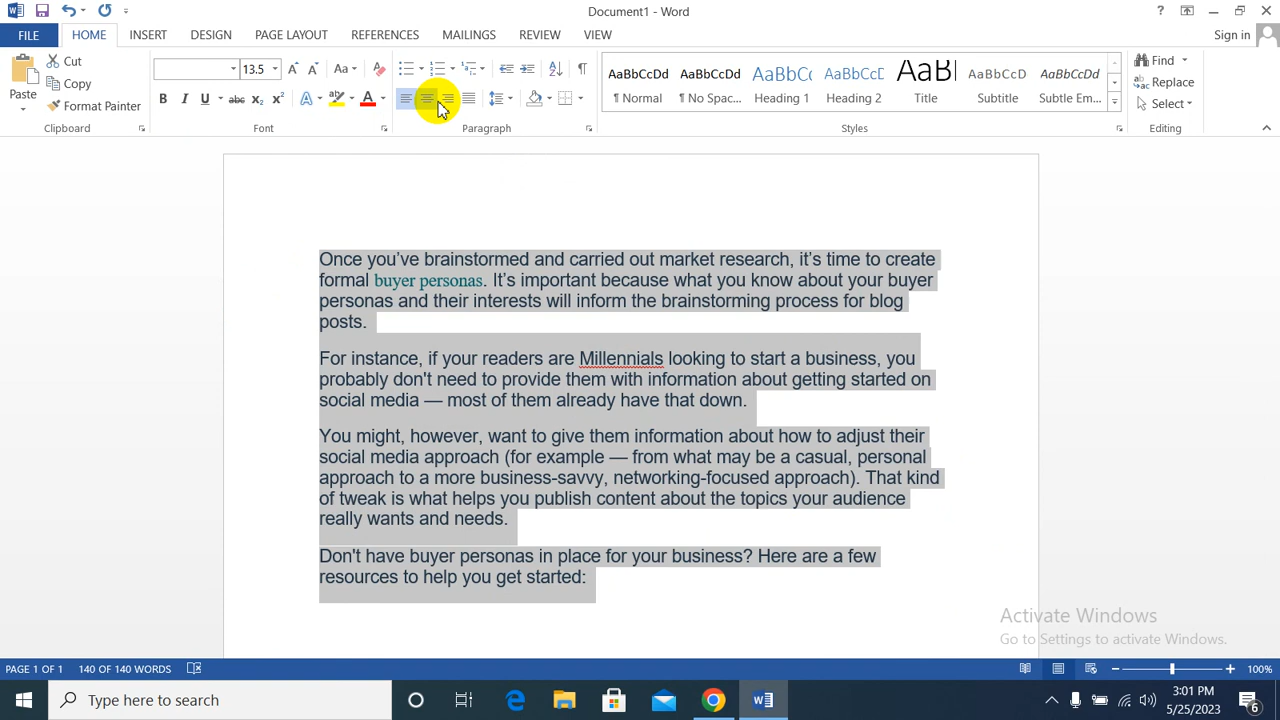 Document1 - Word
FILE HOME INSERT DESIGN PAGE LAYOUT REFERENCES MAILINGS REVIEW VIEW Sign in
Paste
Cut
Copy
Format Painter
Clipboard
13.5
Aa
B I U abc x₂ x² A ab A
Font
Paragraph
AaBbCcDd AaBbCcDd AaBbCc AaBbCcD AaBbI AaBbCcDd AaBbCcDd
¶ Normal ¶ No Spac... Heading 1 Heading 2 Title Subtitle Subtle Em...
Styles
Find
Replace
Select
Editing
Once you’ve brainstormed and carried out market research, it’s time to create
formal buyer personas. It’s important because what you know about your buyer
personas and their interests will inform the brainstorming process for blog
posts.
For instance, if your readers are Millennials looking to start a business, you
probably don't need to provide them with information about getting started on
social media — most of them already have that down.
You might, however, want to give them information about how to adjust their
social media approach (for example — from what may be a casual, personal
approach to a more business-savvy, networking-focused approach). That kind
of tweak is what helps you publish content about the topics your audience
really wants and needs.
Don't have buyer personas in place for your business? Here are a few
resources to help you get started:
Activate Windows
Go to Settings to activate Windows.
PAGE 1 OF 1 140 OF 140 WORDS 100%
Type here to search
3:01 PM
5/25/2023
6